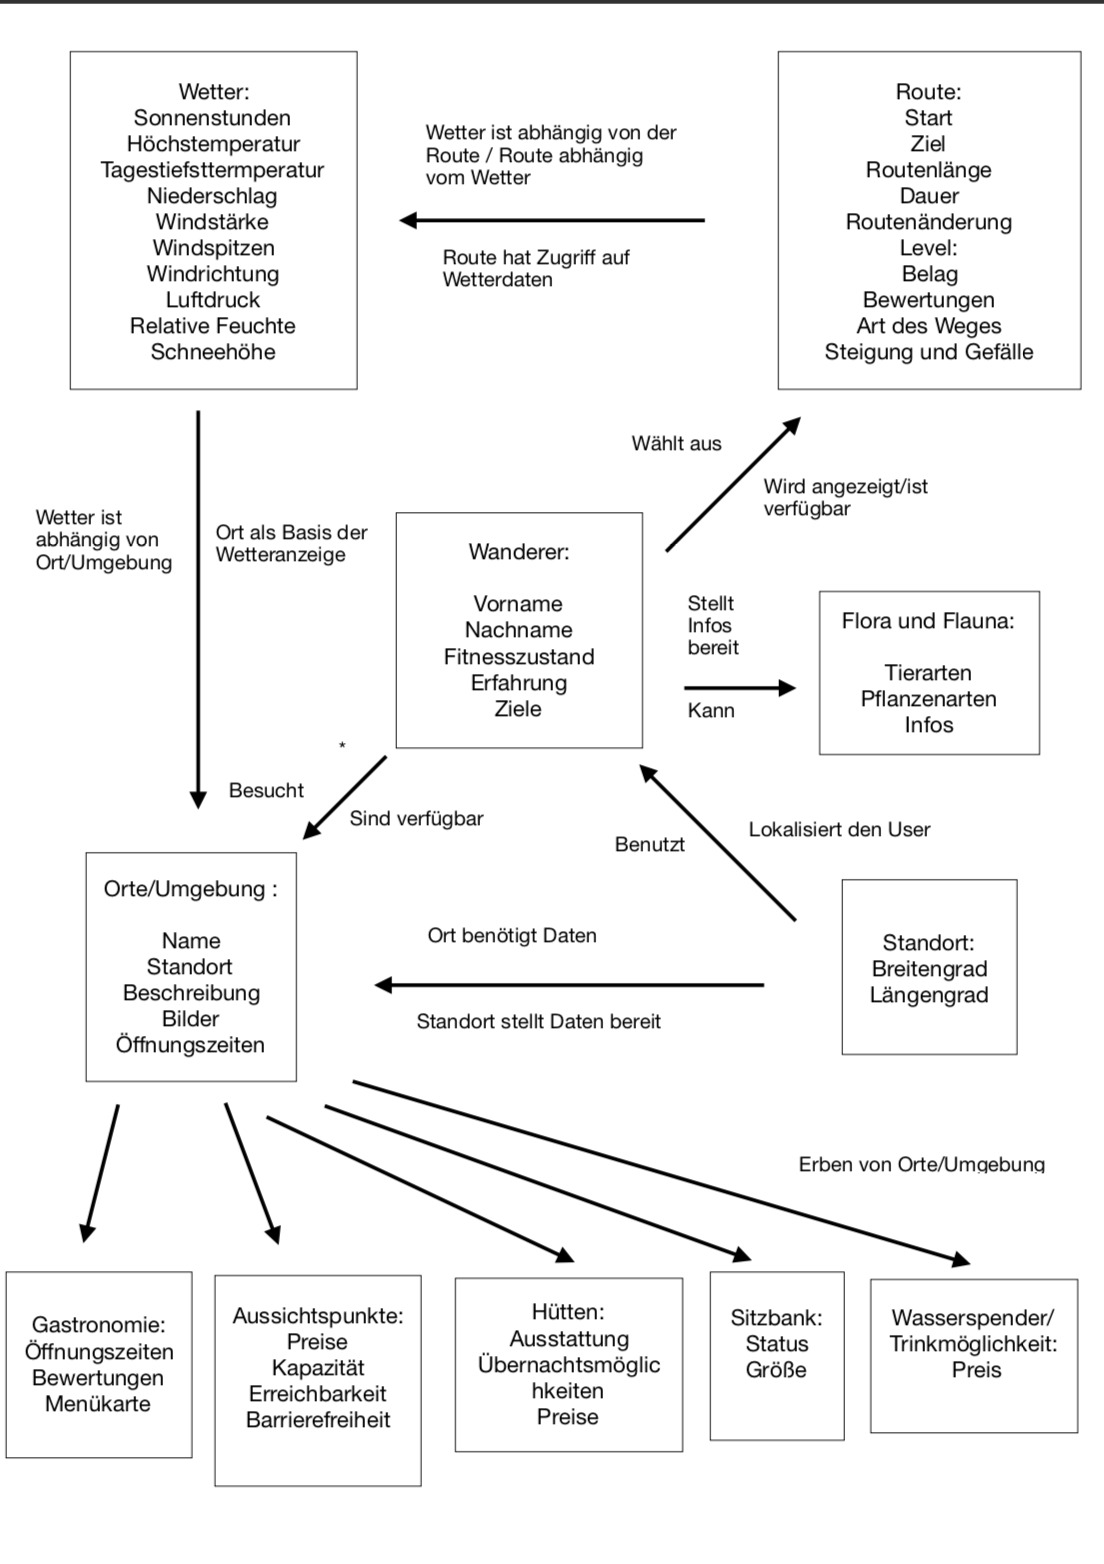 Wetter:
Sonnenstunden
Höchstemperatur
Tagestiefsttermperatur
Niederschlag
Windstärke
Windspitzen
Windrichtung
Luftdruck
Relative Feuchte
Schneehöhe
Wetter ist abhängig von der
Route / Route abhängig
vom Wetter
Route hat Zugriff auf
Wetterdaten
Route:
Start
Ziel
Routenlänge
Dauer
Routenänderung
Level:
Belag
Bewertungen
Art des Weges
Steigung und Gefälle
Wählt aus
Wird angezeigt/ist
verfügbar
Wetter ist
abhängig von
Ort/Umgebung
Ort als Basis der
Wetteranzeige
Wanderer:
Vorname
Nachname
Fitnesszustand
Erfahrung
Ziele
Stellt
Infos
bereit
Kann
Flora und Flauna:
Tierarten
Pflanzenarten
Infos
*
Besucht
Sind verfügbar
Benutzt
Lokalisiert den User
Orte/Umgebung :
Name
Standort
Beschreibung
Bilder
Öffnungszeiten
Ort benötigt Daten
Standort stellt Daten bereit
Standort:
Breitengrad
Längengrad
Erben von Orte/Umgebung
Gastronomie:
Öffnungszeiten
Bewertungen
Menükarte
Aussichtspunkte:
Preise
Kapazität
Erreichbarkeit
Barrierefreiheit
Hütten:
Ausstattung
Übernachtsmöglic
hkeiten
Preise
Sitzbank:
Status
Größe
Wasserspender/
Trinkmöglichkeit:
Preis